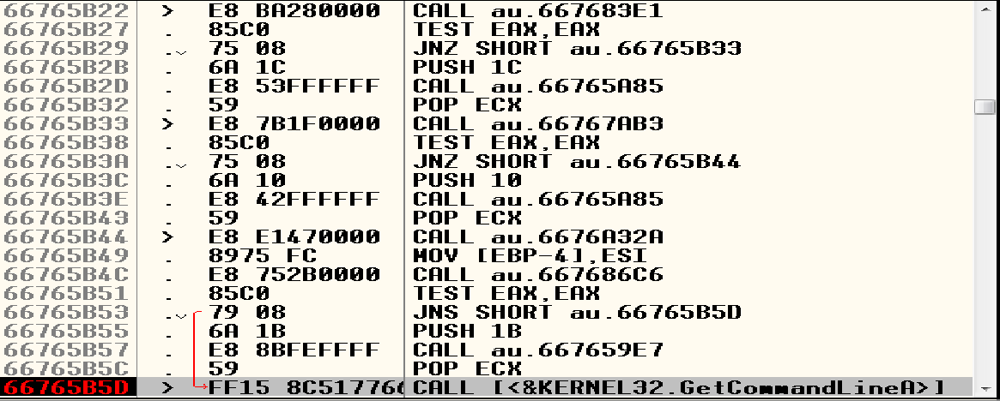 66765B22 > E8 BA280000 CALL au.667683E1
66765B27 . 85C0 TEST EAX,EAX
66765B29 . 75 08 JNZ SHORT au.66765B33
66765B2B . 6A 1C PUSH 1C
66765B2D . E8 53FFFFFF CALL au.66765A85
66765B32 . 59 POP ECX
66765B33 > E8 7B1F0000 CALL au.66767AB3
66765B38 . 85C0 TEST EAX,EAX
66765B3A . 75 08 JNZ SHORT au.66765B44
66765B3C . 6A 10 PUSH 10
66765B3E . E8 42FFFFFF CALL au.66765A85
66765B43 . 59 POP ECX
66765B44 > E8 E1470000 CALL au.6676A32A
66765B49 . 8975 FC MOV [EBP-4],ESI
66765B4C . E8 752B0000 CALL au.667686C6
66765B51 . 85C0 TEST EAX,EAX
66765B53 . 79 08 JNS SHORT au.66765B5D
66765B55 . 6A 1B PUSH 1B
66765B57 . E8 8BFEFFFF CALL au.667659E7
66765B5C . 59 POP ECX
66765B5D > FF15 8C517766 CALL [<&KERNEL32.GetCommandLineA>]